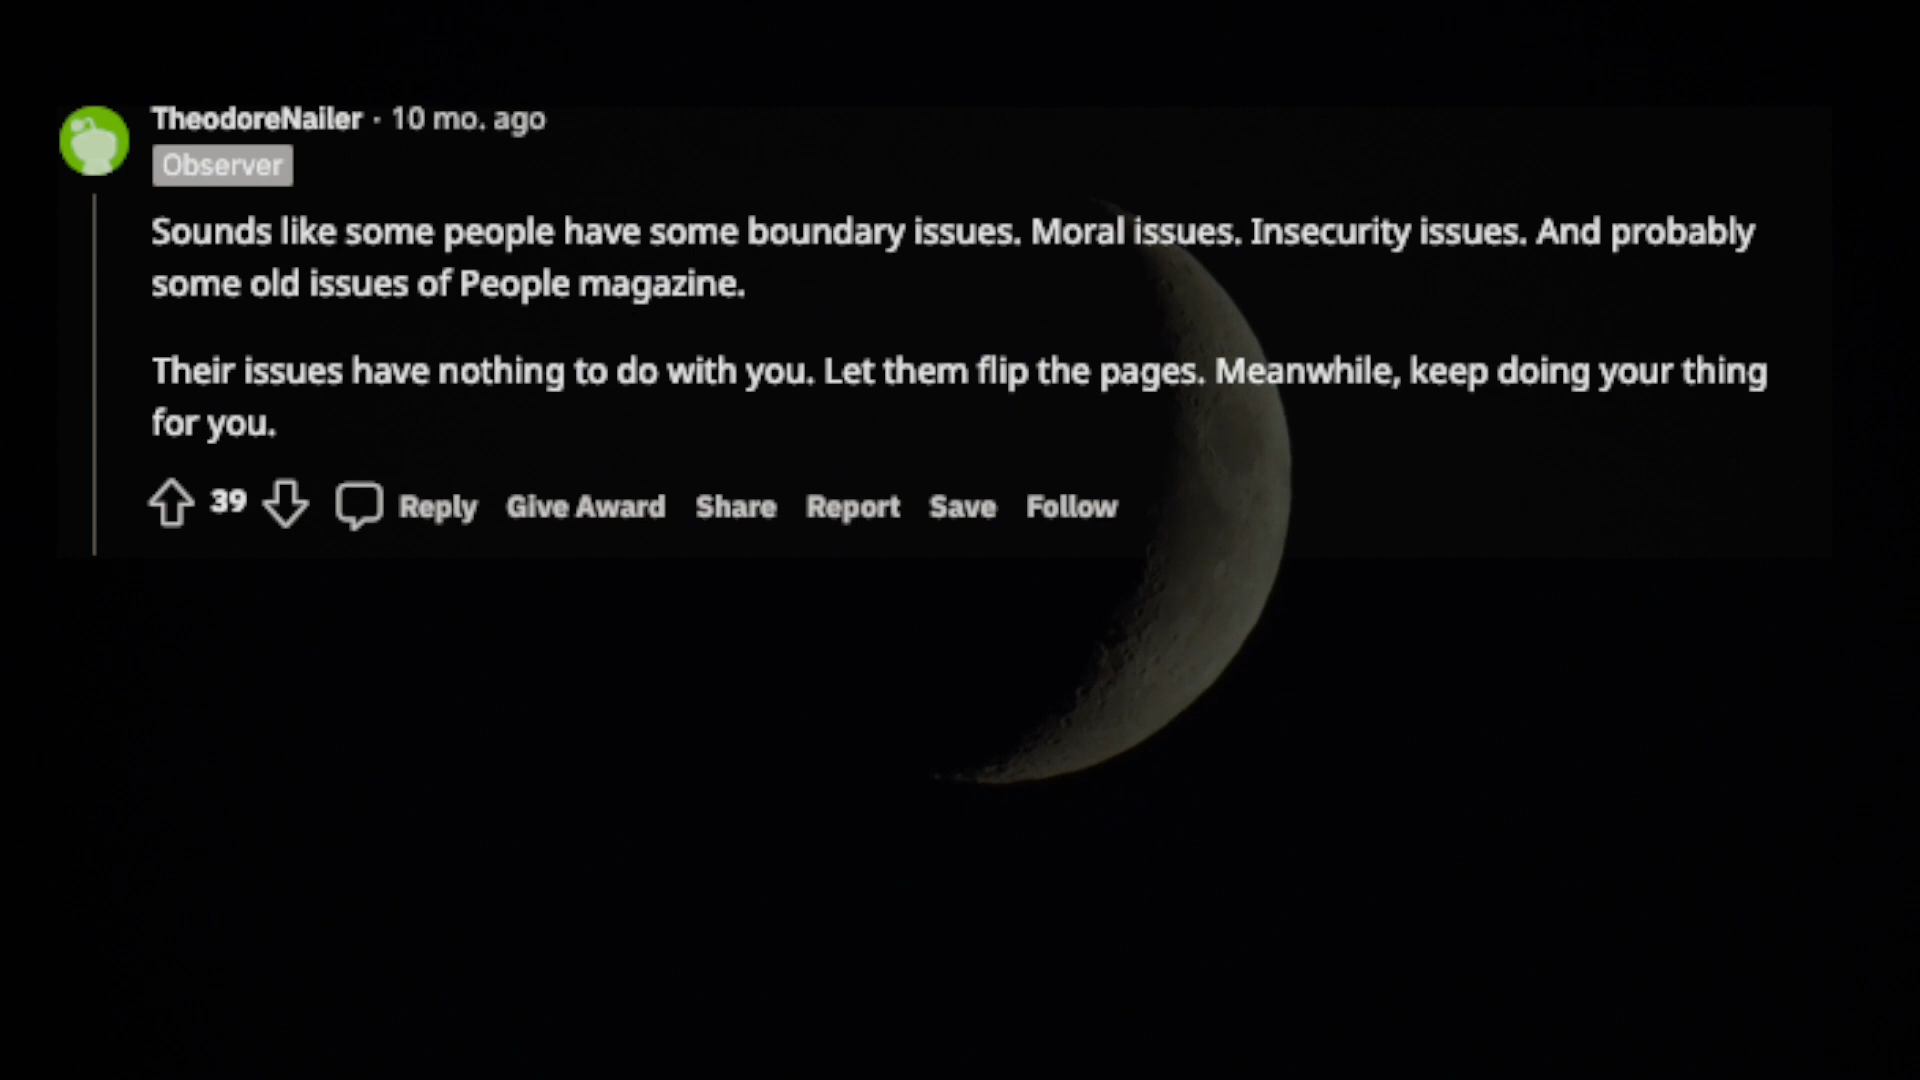 TheodoreNailer · 10 mo. ago
Observer
Sounds like some people have some boundary issues. Moral issues. Insecurity issues. And probably
some old issues of People magazine.
Their issues have nothing to do with you. Let them flip the pages. Meanwhile, keep doing your thing
for you.
39 Reply Give Award Share Report Save Follow